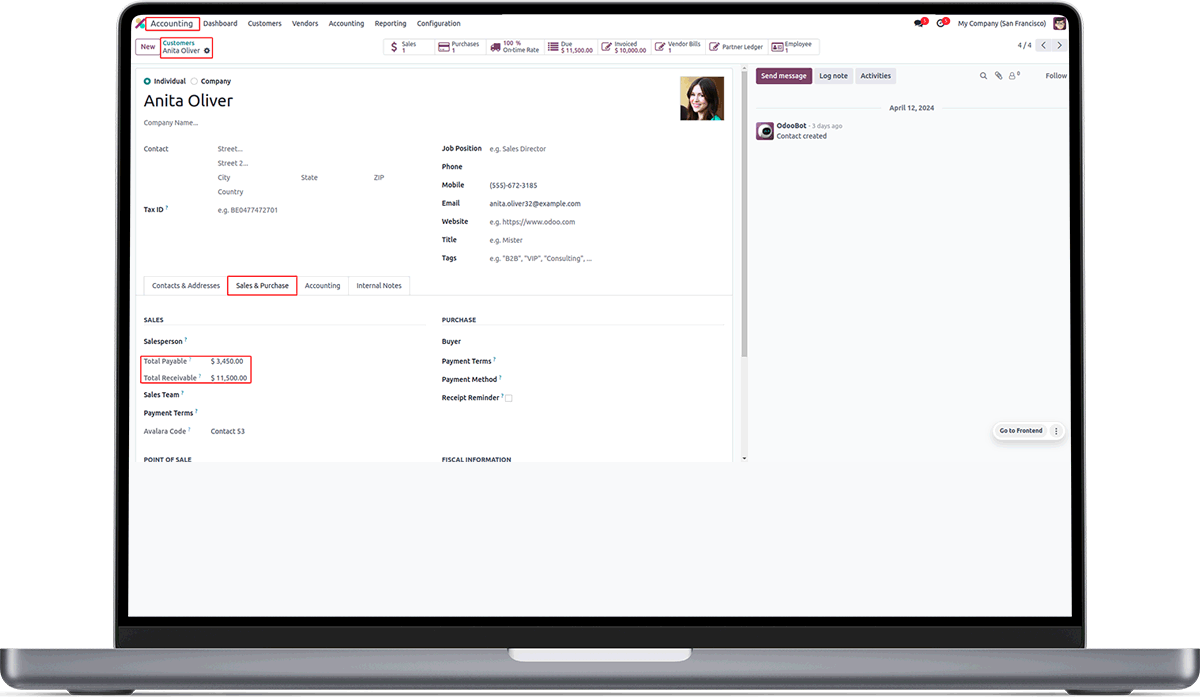 Accounting Dashboard Customers Vendors Accounting Reporting Configuration 5 5 My Company (San Francisco)
New Customers
Anita Oliver
Sales
1
Purchases
1
100 %
On-time Rate
Due
$ 11,500.00
Invoiced
$ 10,000.00
Vendor Bills
1
Partner Ledger
Employee
1
4 / 4
Individual Company
Anita Oliver
Company Name...
Contact Street...
Street 2...
City State ZIP
Country
Tax ID ? e.g. BE0477472701
Job Position e.g. Sales Director
Phone
Mobile (555)-672-3185
Email anita.oliver32@example.com
Website e.g. https://www.odoo.com
Title e.g. Mister
Tags e.g. "B2B", "VIP", "Consulting", ...
Contacts & Addresses Sales & Purchase Accounting Internal Notes
SALES
Salesperson ?
Total Payable ? $ 3,450.00
Total Receivable ? $ 11,500.00
Sales Team ?
Payment Terms ?
Avalara Code ? Contact 53
POINT OF SALE
PURCHASE
Buyer
Payment Terms ?
Payment Method ?
Receipt Reminder ?
FISCAL INFORMATION
Send message Log note Activities 0 Follow
April 12, 2024
OdooBot - 3 days ago
Contact created
Go to Frontend